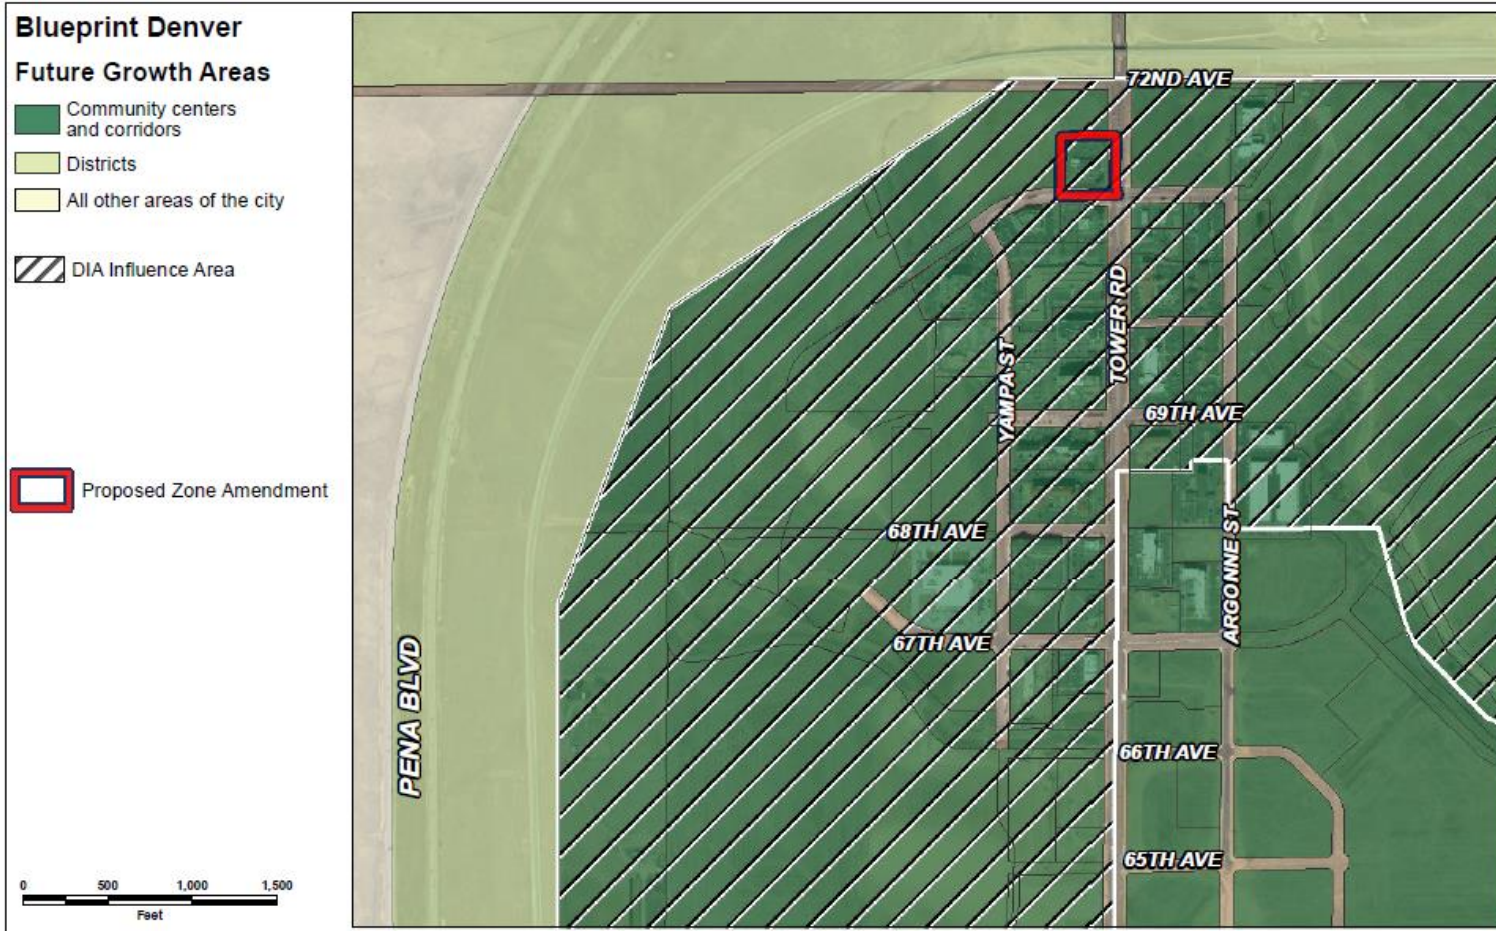 Blueprint Denver
Future Growth Areas
Community centers
and corridors
Districts
All other areas of the city
DIA Influence Area
Proposed Zone Amendment
0 500 1,000 1,500
Feet
72ND AVE
TOWER RD
YAMPA ST
69TH AVE
68TH AVE
ARGONNE ST
67TH AVE
PENA BLVD
66TH AVE
65TH AVE